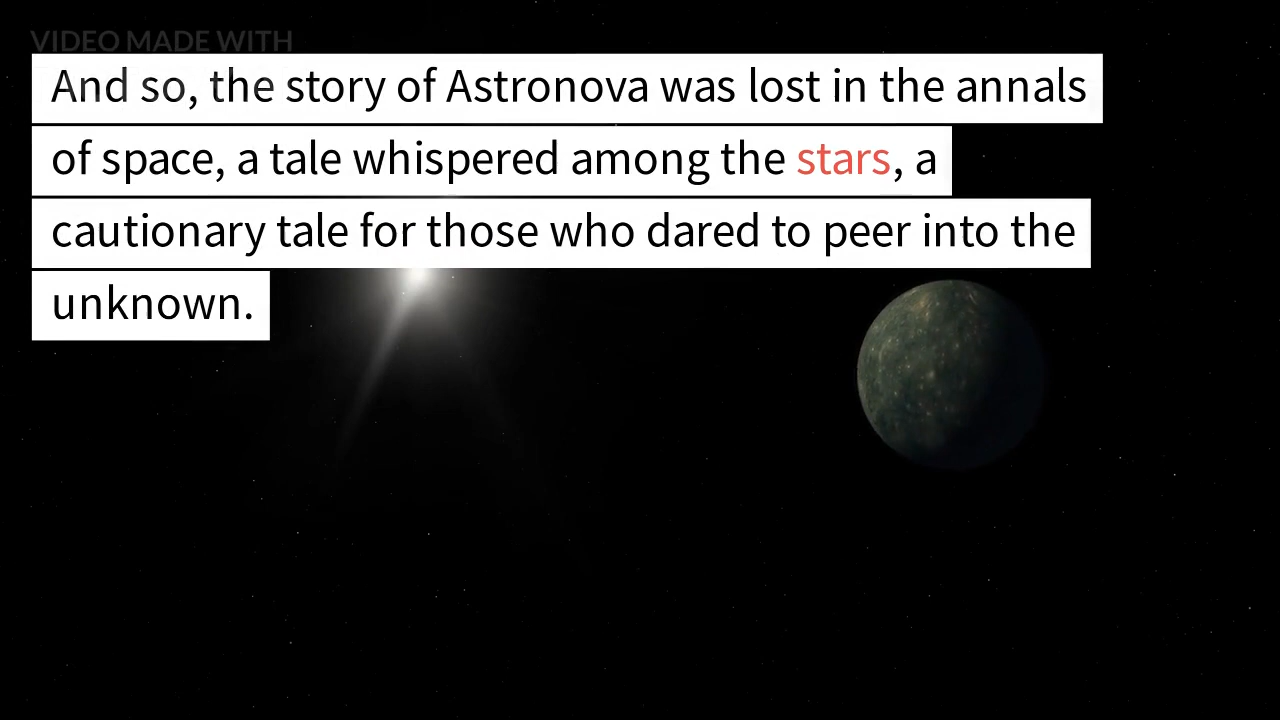 VIDEO MADE WITH
And so, the story of Astronova was lost in the annals
of space, a tale whispered among the stars, a
cautionary tale for those who dared to peer into the
unknown.